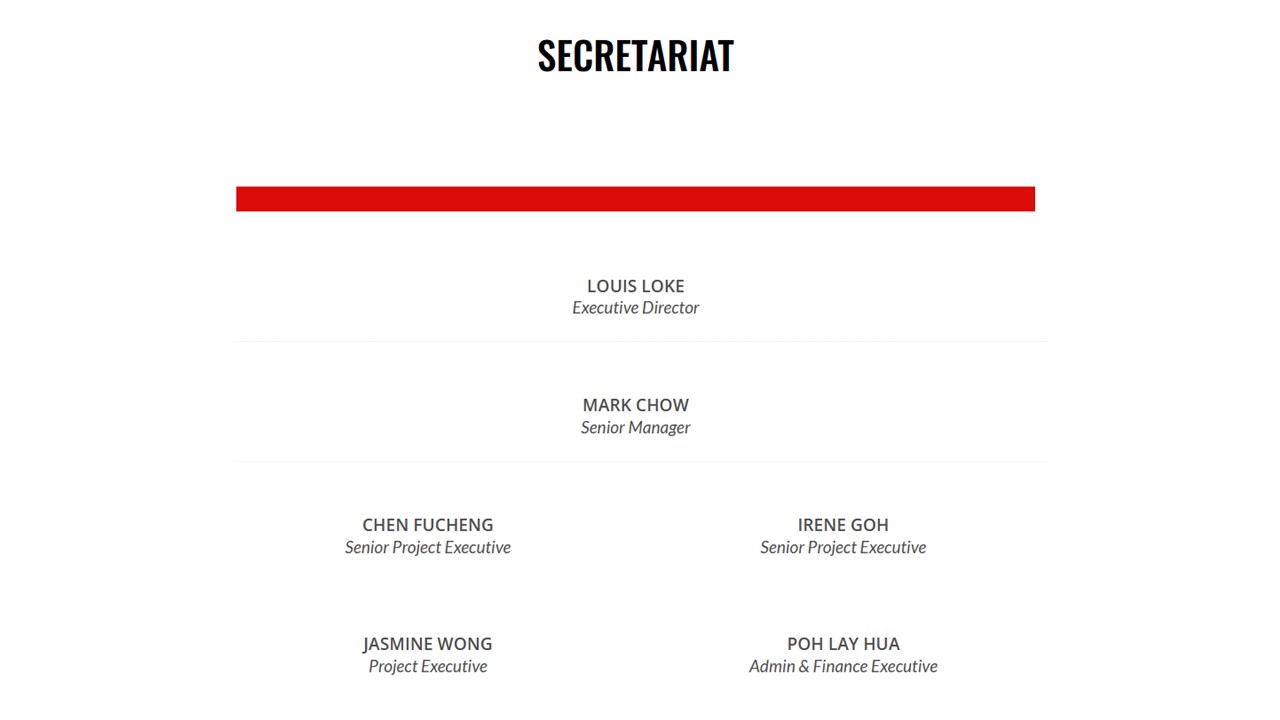 SECRETARIAT
LOUIS LOKE
Executive Director
MARK CHOW
Senior Manager
CHEN FUCHENG
Senior Project Executive
IRENE GOH
Senior Project Executive
JASMINE WONG
Project Executive
POH LAY HUA
Admin & Finance Executive